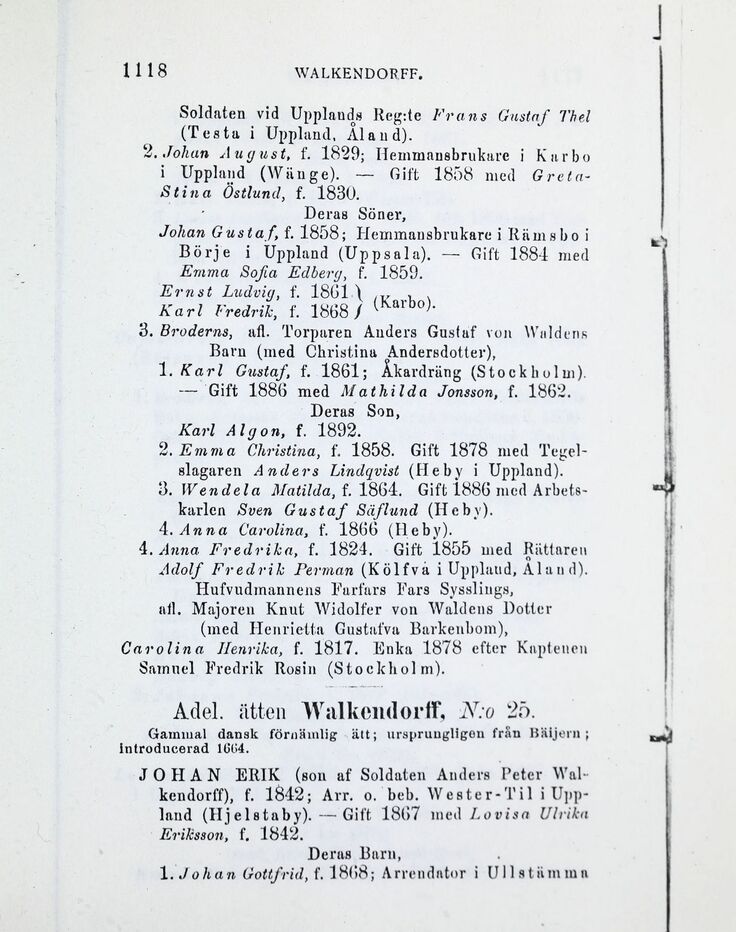 1118 WALKENDORFF.
Soldaten vid Upplands Reg:te Frans Gustaf Thel
(Testa i Uppland, Åland).
2. Johan August, f. 1829; Hemmansbrukare i Karbo
i Uppland (Wänge). — Gift 1858 med Greta-
Stina Östlund, f. 1830.
Deras Söner,
Johan Gustaf, f. 1858; Hemmansbrukare i Rämsbo i
Börje i Uppland (Uppsala). — Gift 1884 med
Emma Sofia Edberg, f. 1859.
Ernst Ludvig, f. 1861 }
Karl Fredrik, f. 1868 } (Karbo).
3. Broderns, afl. Torparen Anders Gustaf von Waldens
Barn (med Christina Andersdotter),
1. Karl Gustaf, f. 1861; Åkardräng (Stockholm).
— Gift 1886 med Mathilda Jonsson, f. 1862.
Deras Son,
Karl Algon, f. 1892.
2. Emma Christina, f. 1858. Gift 1878 med Tegel-
slagaren Anders Lindqvist (Heby i Uppland).
3. Wendela Matilda, f. 1864. Gift 1886 med Arbets-
karlen Sven Gustaf Säflund (Heby).
4. Anna Carolina, f. 1866 (Heby).
4. Anna Fredrika, f. 1824. Gift 1855 med Rättaren
Adolf Fredrik Perman (Kölfva i Uppland, Åland).
Hufvudmannens Farfars Fars Sysslings,
afl. Majoren Knut Widolfer von Waldens Dotter
(med Henrietta Gustafva Barkenbom),
Carolina Henrika, f. 1817. Enka 1878 efter Kaptenen
Samuel Fredrik Rosin (Stockholm).
Adel. ätten Walkendorff, N:o 25.
Gammal dansk förnämlig ätt; ursprungligen från Bäijern;
introducerad 1664.
JOHAN ERIK (son af Soldaten Anders Peter Wal-
kendorff), f. 1842; Arr. o. beb. Wester-Til i Upp-
land (Hjelstaby). — Gift 1867 med Lovisa Ulrika
Eriksson, f. 1842.
Deras Barn,
1. Johan Gottfrid, f. 1868; Arrendator i Ullstämma